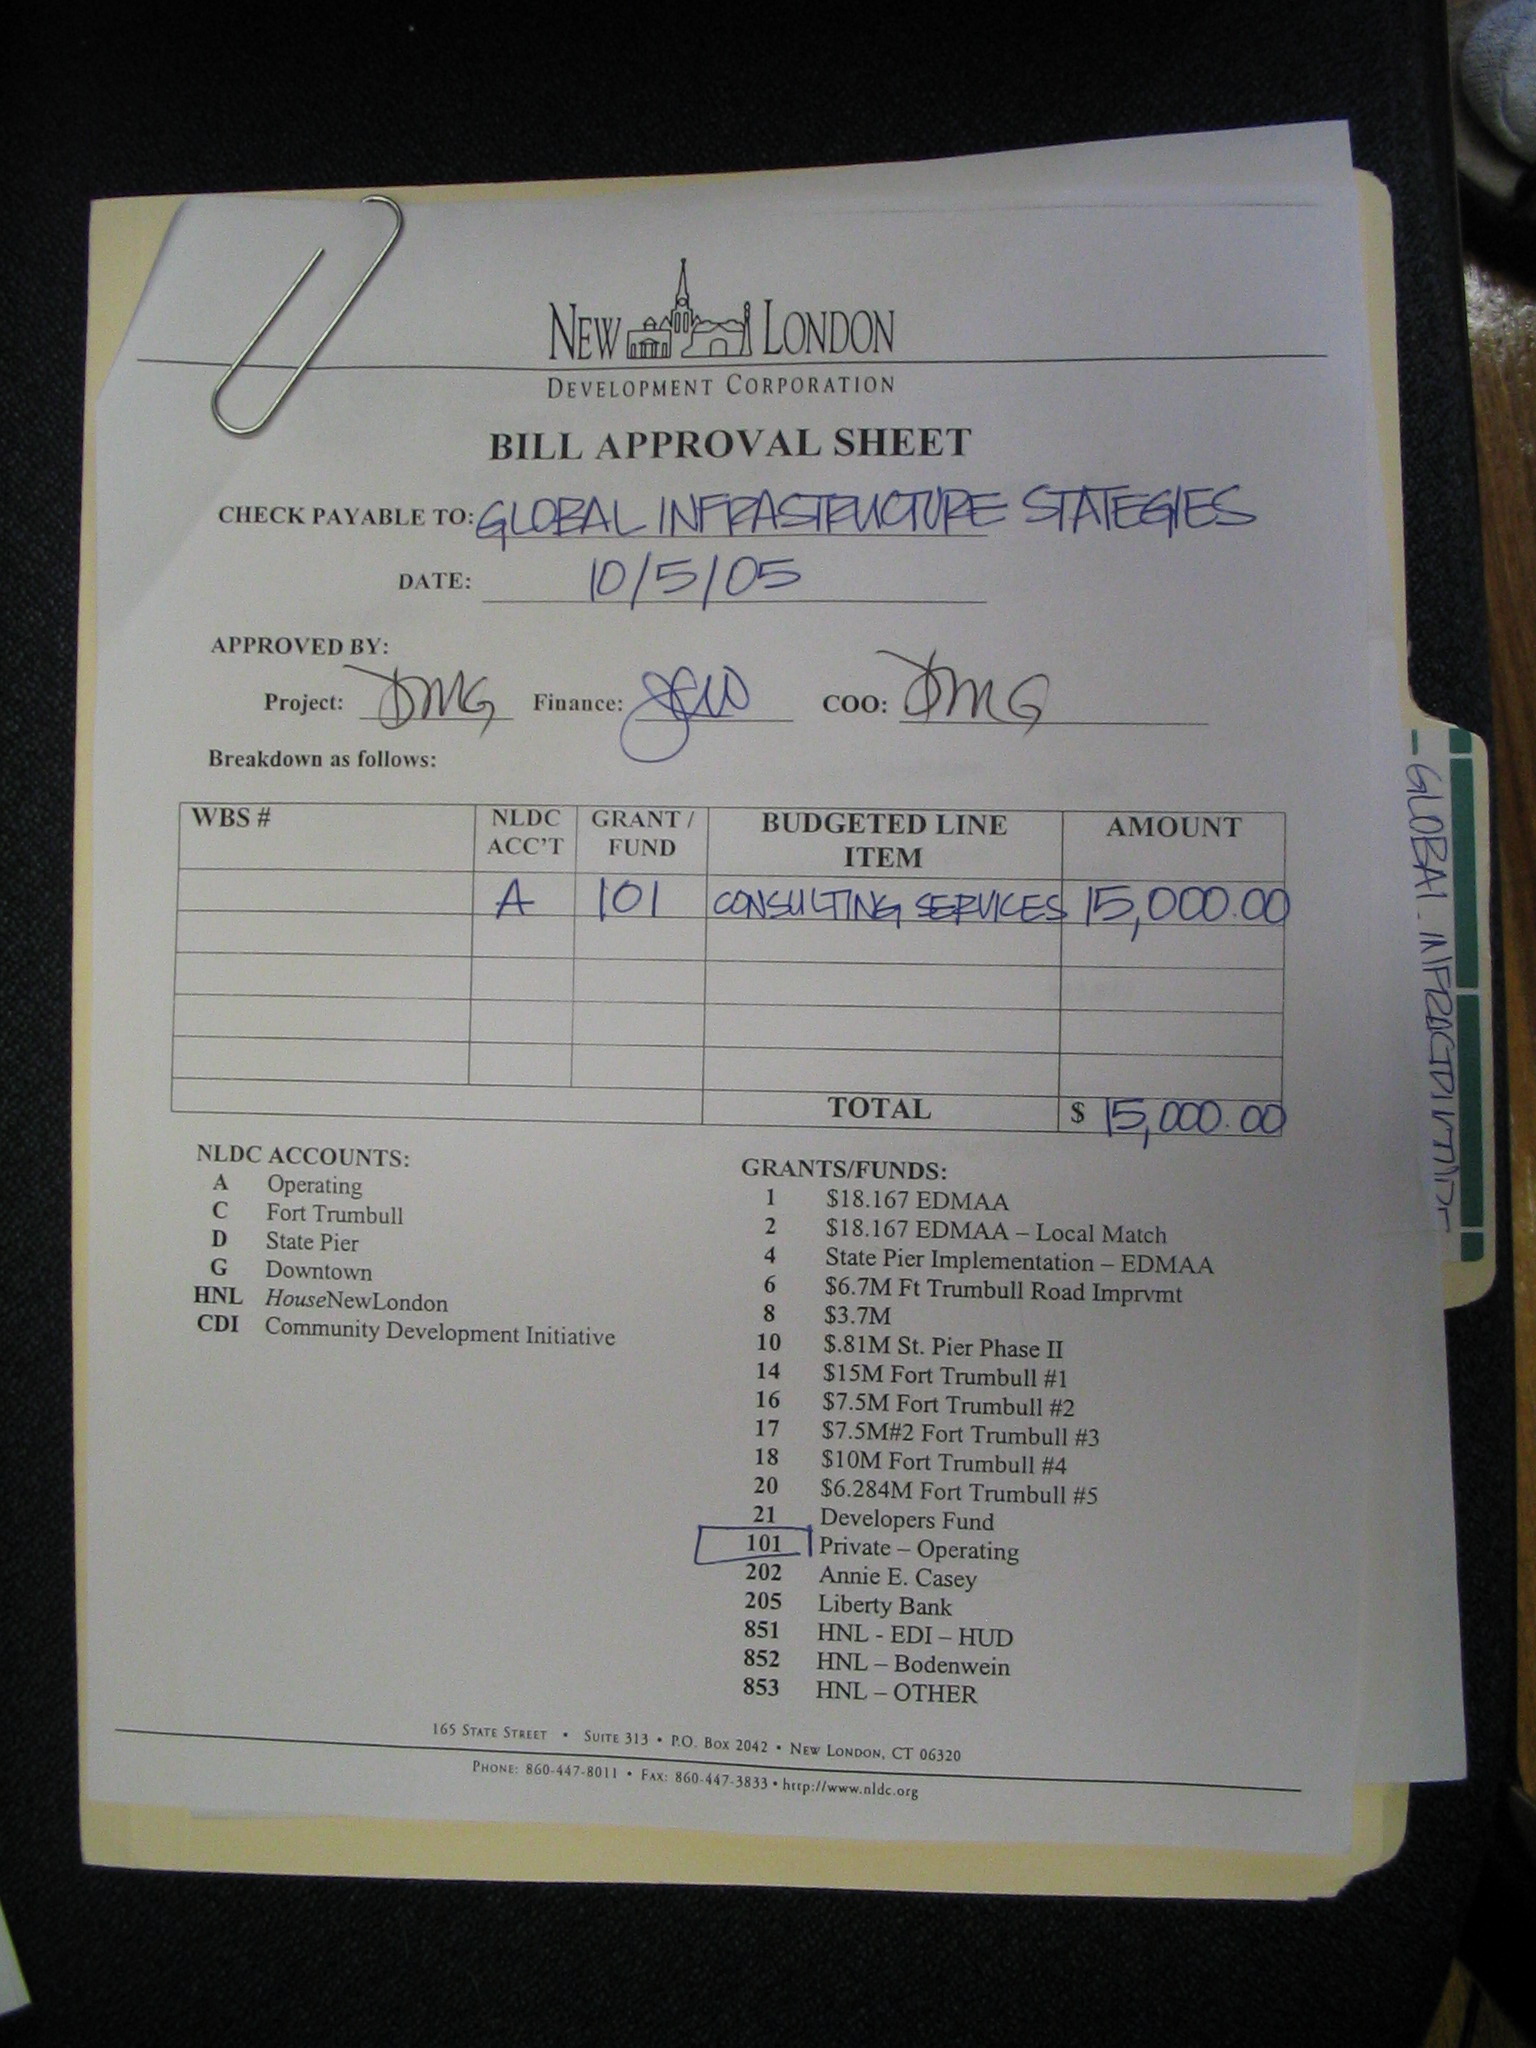 NEW LONDON
DEVELOPMENT CORPORATION
BILL APPROVAL SHEET
CHECK PAYABLE TO: GLOBAL INFRASTRUCTURE STATEGIES
DATE: 10/5/05
APPROVED BY:
Project: DMG Finance: COO: DMG
Breakdown as follows:
WBS # NLDC ACC'T GRANT / FUND BUDGETED LINE ITEM AMOUNT
A 101 CONSULTING SERVICES 15,000.00
TOTAL $ 15,000.00
NLDC ACCOUNTS:
A Operating
C Fort Trumbull
D State Pier
G Downtown
HNL HouseNewLondon
CDI Community Development Initiative
GRANTS/FUNDS:
1 $18.167 EDMAA
2 $18.167 EDMAA – Local Match
4 State Pier Implementation – EDMAA
6 $6.7M Ft Trumbull Road Imprvmt
8 $3.7M
10 $.81M St. Pier Phase II
14 $15M Fort Trumbull #1
16 $7.5M Fort Trumbull #2
17 $7.5M#2 Fort Trumbull #3
18 $10M Fort Trumbull #4
20 $6.284M Fort Trumbull #5
21 Developers Fund
101 Private – Operating
202 Annie E. Casey
205 Liberty Bank
851 HNL - EDI – HUD
852 HNL – Bodenwein
853 HNL – OTHER
165 STATE STREET • SUITE 313 • P.O. BOX 2042 • NEW LONDON, CT 06320
PHONE: 860-447-8011 • FAX: 860-447-3833 • http://www.nldc.org
GLOBAL